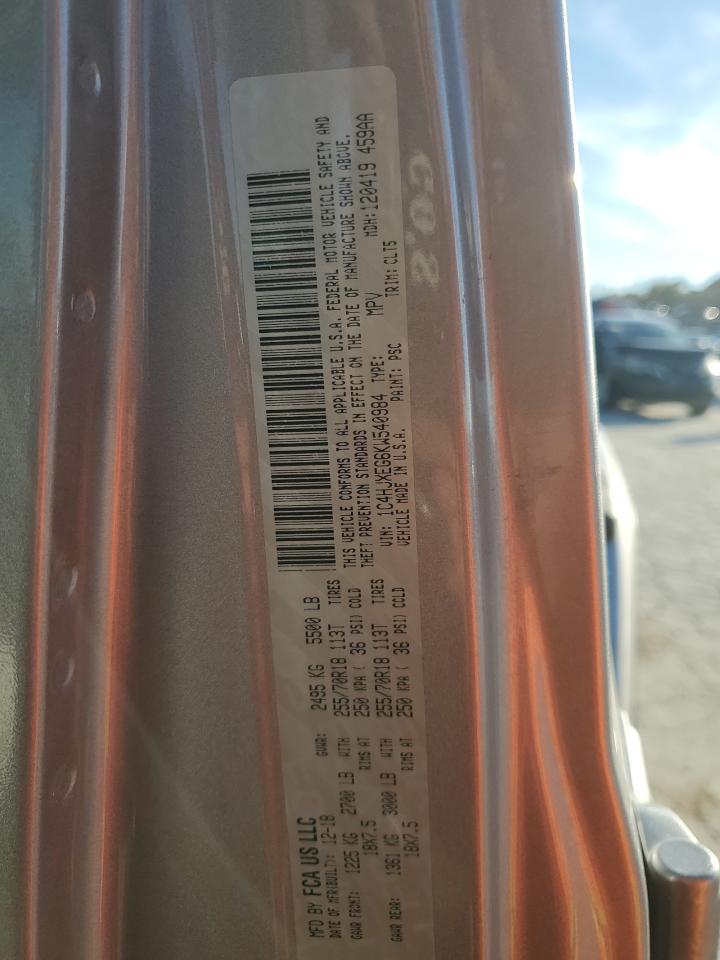 MFD BY FCA US LLC
DATE OF MFR(BUILT): 12-18 GVWR: 2495 KG 5500 LB
GAWR FRONT: 1225 KG 2700 LB WITH 255/70R18 113T TIRES
18X7.5 RIMS AT 250 KPA ( 36 PSI) COLD
GAWR REAR: 1361 KG 3000 LB WITH 255/70R18 113T TIRES
18X7.5 RIMS AT 250 KPA ( 36 PSI) COLD
THIS VEHICLE CONFORMS TO ALL APPLICABLE U.S.A. FEDERAL MOTOR VEHICLE SAFETY AND
THEFT PREVENTION STANDARDS IN EFFECT ON THE DATE OF MANUFACTURE SHOWN ABOVE.
VIN: 1C4HJXEG6KW540984 TYPE: MPV MDH: 120419 459AA
VEHICLE MADE IN U.S.A. PAINT: PSC TRIM: CLT5